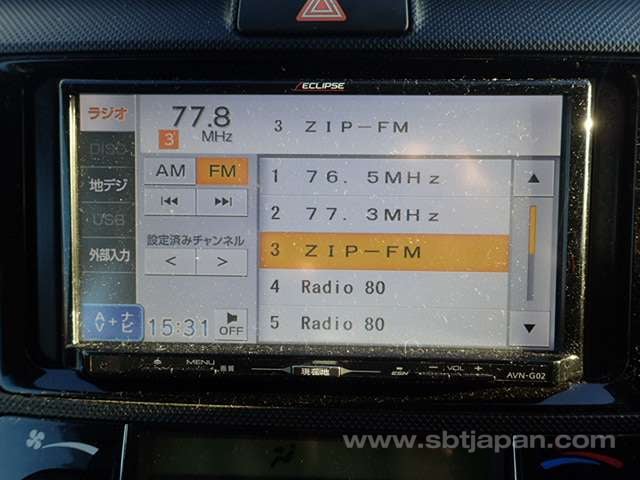 ECLIPSE
ラジオ
77.8
MHz
3
3 ZIP-FM
DISC
AM FM
1 76.5MHz
地デジ
2 77.3MHz
USB
設定済みチャンネル
3 ZIP-FM
外部入力
< >
4 Radio 80
AV+ナビ
15:31
OFF
5 Radio 80
MENU
現在地
VOL
AVN-G02
www.sbtjapan.com